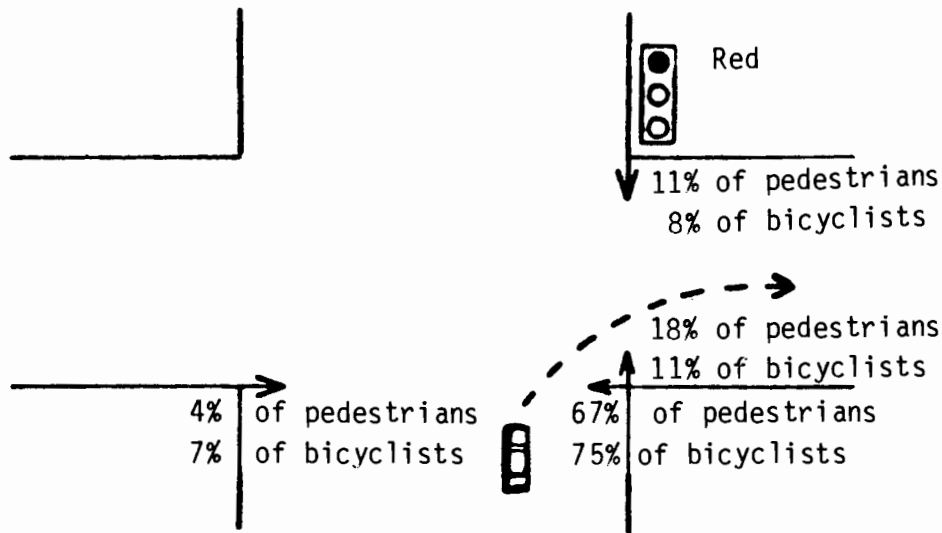 Red
11% of pedestrians
8% of bicyclists
18% of pedestrians
11% of bicyclists
4% of pedestrians
7% of bicyclists
67% of pedestrians
75% of bicyclists